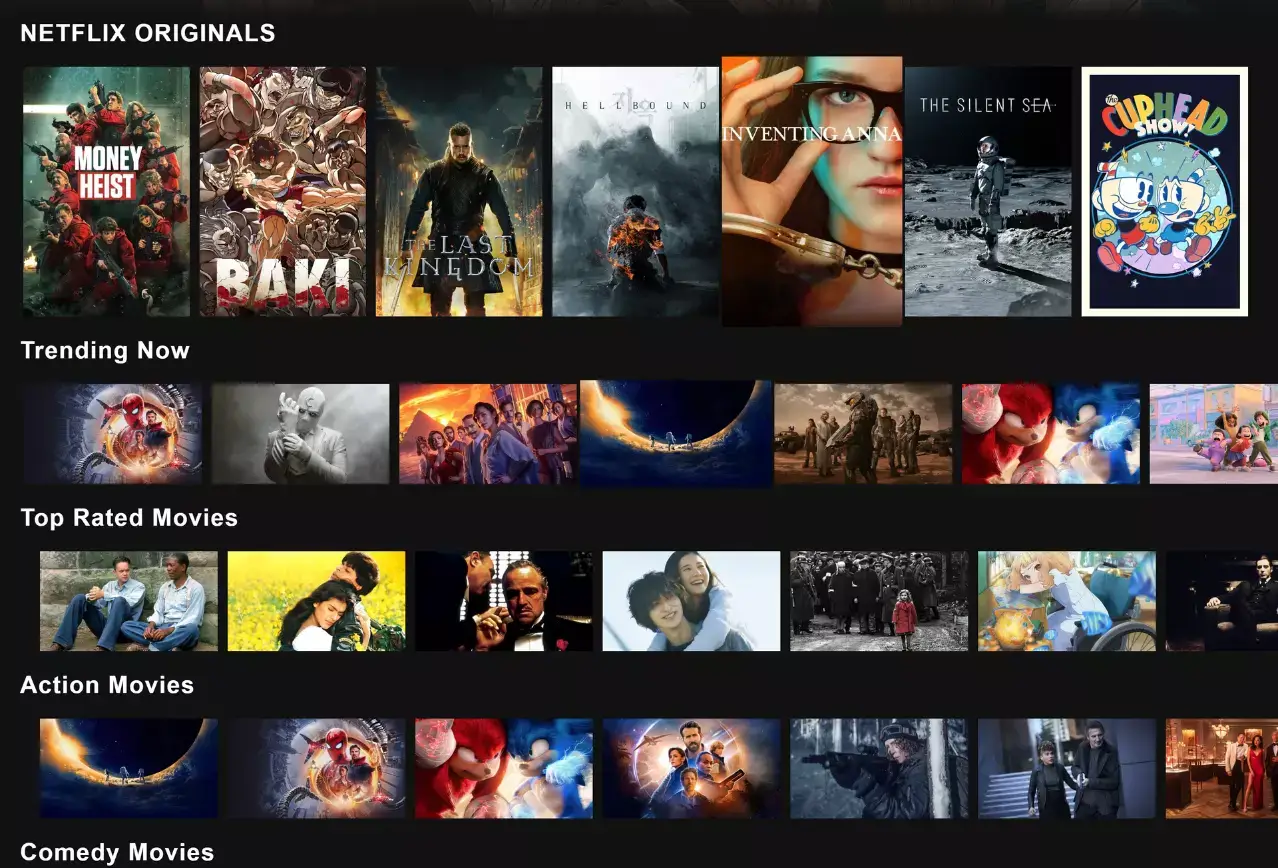 NETFLIX ORIGINALS
MONEY
HEIST
BAKI
THE LAST
KINGDOM
HELLBOUND
INVENTING ANNA
THE SILENT SEA
The
CUPHEAD
SHOW!
Trending Now
Top Rated Movies
Action Movies
Comedy Movies